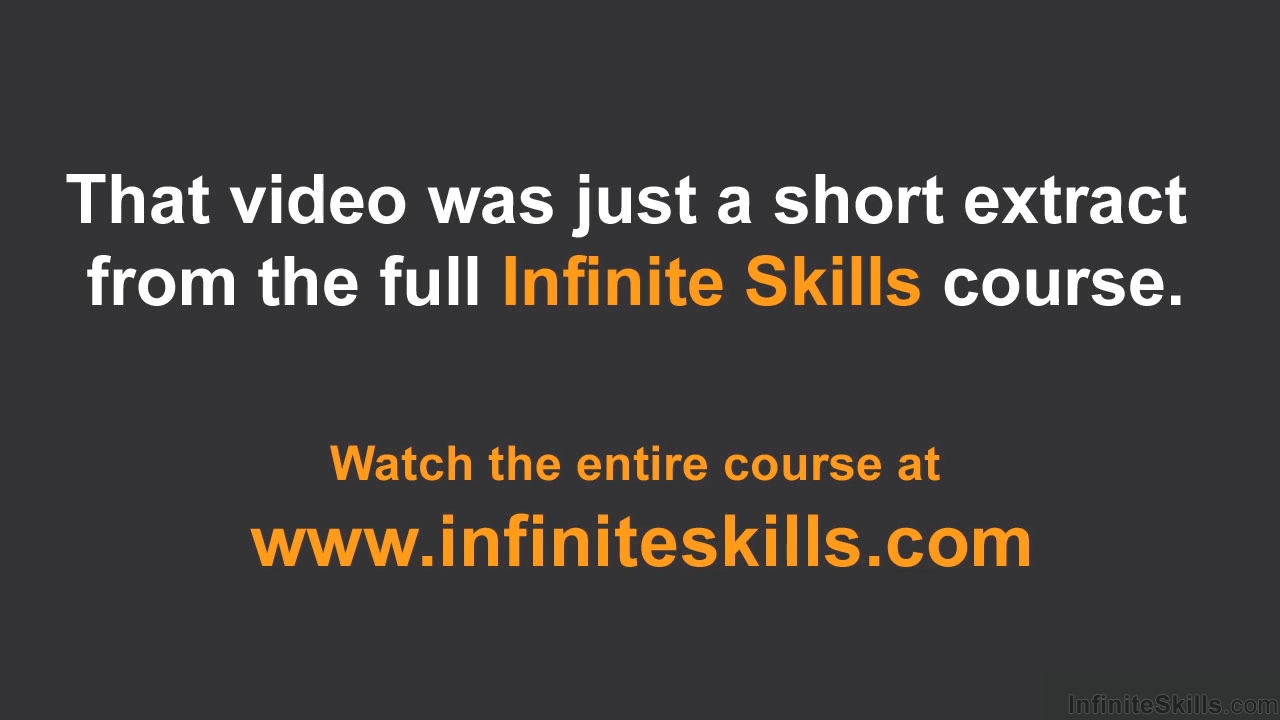 That video was just a short extract
from the full Infinite Skills course.
Watch the entire course at
www.infiniteskills.com
InfiniteSkills.com